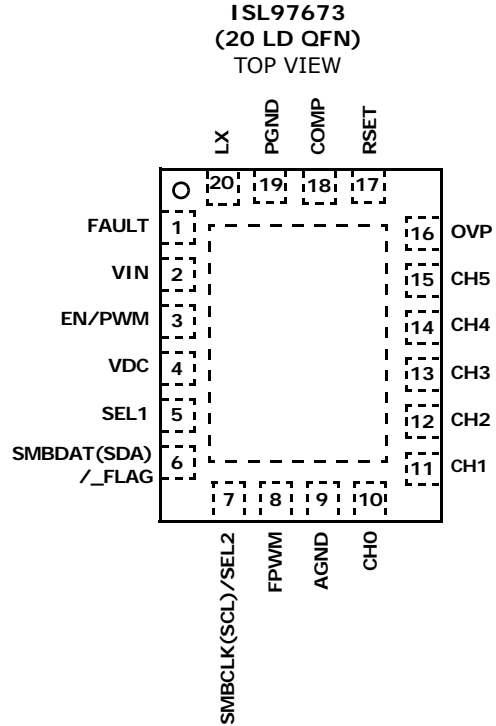 ISL97673
(20 LD QFN)
TOP VIEW
LX
PGND
COMP
RSET
20
19
18
17
FAULT
1
VIN
2
EN/PWM
3
VDC
4
SEL1
5
SMBDAT(SDA)
/_FLAG
6
16 OVP
15 CH5
14 CH4
13 CH3
12 CH2
11 CH1
7
8
9
10
SMBCLK(SCL)/SEL2
FPWM
AGND
CH0